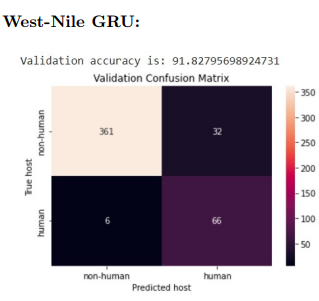 West-Nile GRU:
Validation accuracy is: 91.82795698924731
Validation Confusion Matrix
True host
non-human
human
361
32
6
66
non-human
human
Predicted host
350
300
250
200
150
100
50